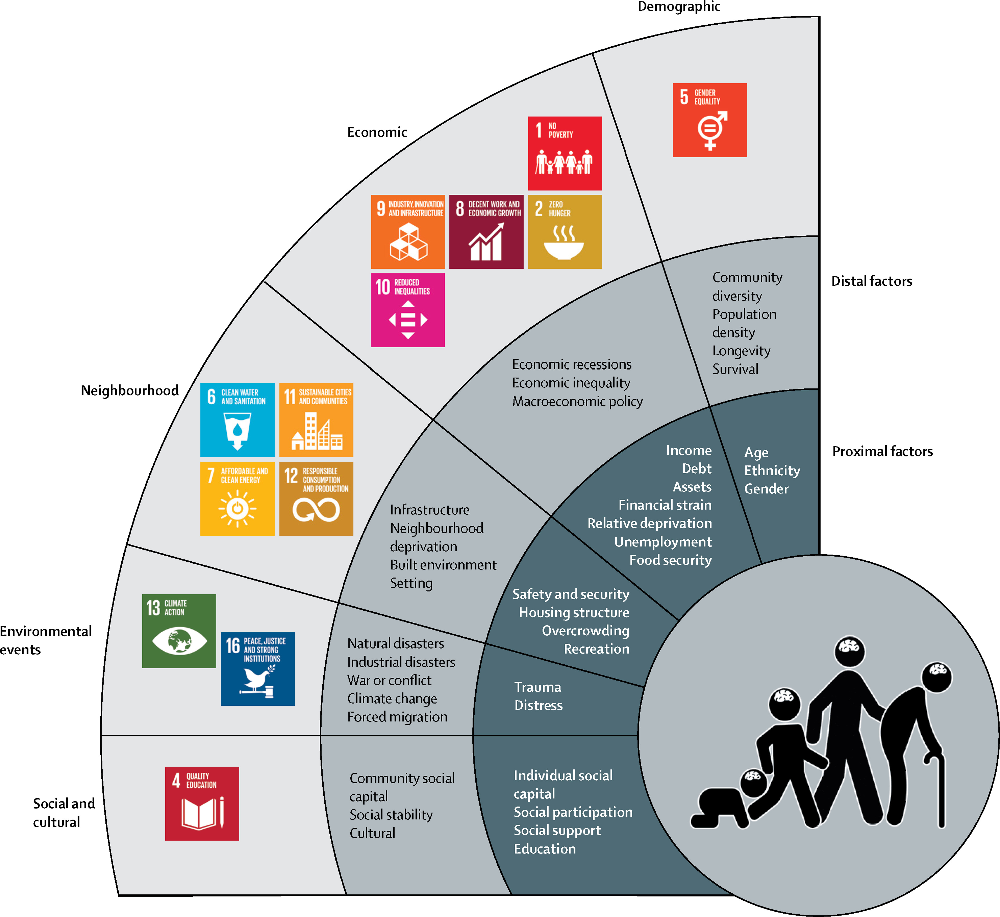 Demographic
5 GENDER
EQUALITY
Economic
1 NO
POVERTY
9 INDUSTRY, INNOVATION
AND INFRASTRUCTURE
8 DECENT WORK AND
ECONOMIC GROWTH
2 ZERO
HUNGER
10 REDUCED
INEQUALITIES
Distal factors
Community
diversity
Population
density
Longevity
Survival
Economic recessions
Economic inequality
Macroeconomic policy
Neighbourhood
6 CLEAN WATER
AND SANITATION
11 SUSTAINABLE CITIES
AND COMMUNITIES
7 AFFORDABLE AND
CLEAN ENERGY
12 RESPONSIBLE
CONSUMPTION
AND PRODUCTION
Proximal factors
Income
Debt
Assets
Financial strain
Relative deprivation
Unemployment
Food security
Age
Ethnicity
Gender
Infrastructure
Neighbourhood
deprivation
Built environment
Setting
Safety and security
Housing structure
Overcrowding
Recreation
Environmental
events
13 CLIMATE
ACTION
16 PEACE, JUSTICE
AND STRONG
INSTITUTIONS
Natural disasters
Industrial disasters
War or conflict
Climate change
Forced migration
Trauma
Distress
Social and
cultural
4 QUALITY
EDUCATION
Community social
capital
Social stability
Cultural
Individual social
capital
Social participation
Social support
Education